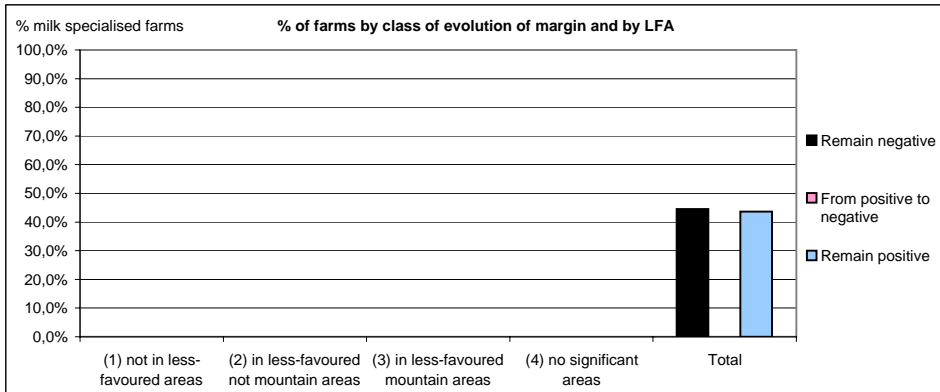 % milk specialised farms
% of farms by class of evolution of margin and by LFA
100,0%
90,0%
80,0%
70,0%
60,0%
50,0%
40,0%
30,0%
20,0%
10,0%
0,0%
(1) not in less-
favoured areas
(2) in less-favoured
not mountain areas
(3) in less-favoured
mountain areas
(4) no significant
areas
Total
Remain negative
From positive to
negative
Remain positive